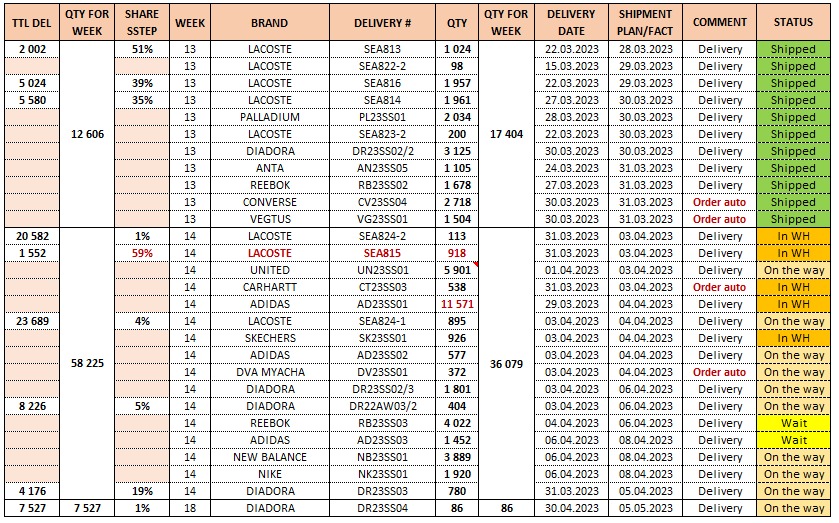 TTL DEL QTY FOR WEEK SHARE SSTEP WEEK BRAND DELIVERY # QTY QTY FOR WEEK DELIVERY DATE SHIPMENT PLAN/FACT COMMENT STATUS
2 002 51% 13 LACOSTE SEA813 1 024 22.03.2023 28.03.2023 Delivery Shipped
13 LACOSTE SEA822-2 98 15.03.2023 29.03.2023 Delivery Shipped
5 024 39% 13 LACOSTE SEA816 1 957 22.03.2023 29.03.2023 Delivery Shipped
5 580 35% 13 LACOSTE SEA814 1 961 27.03.2023 30.03.2023 Delivery Shipped
13 PALLADIUM PL23SS01 2 034 28.03.2023 30.03.2023 Delivery Shipped
12 606 13 LACOSTE SEA823-2 200 17 404 22.03.2023 30.03.2023 Delivery Shipped
13 DIADORA DR23SS02/2 3 125 30.03.2023 30.03.2023 Delivery Shipped
13 ANTA AN23SS05 1 105 24.03.2023 31.03.2023 Delivery Shipped
13 REEBOK RB23SS02 1 678 27.03.2023 31.03.2023 Delivery Shipped
13 CONVERSE CV23SS04 2 718 30.03.2023 31.03.2023 Order auto Shipped
13 VEGTUS VG23SS01 1 504 30.03.2023 31.03.2023 Order auto Shipped
20 582 1% 14 LACOSTE SEA824-2 113 31.03.2023 03.04.2023 Delivery In WH
1 552 59% 14 LACOSTE SEA815 918 31.03.2023 03.04.2023 Delivery In WH
14 UNITED UN23SS01 5 901 01.04.2023 03.04.2023 Delivery On the way
14 CARHARTT CT23SS03 538 31.03.2023 03.04.2023 Order auto In WH
14 ADIDAS AD23SS01 11 571 29.03.2023 04.04.2023 Delivery In WH
23 689 4% 14 LACOSTE SEA824-1 895 03.04.2023 04.04.2023 Delivery On the way
14 SKECHERS SK23SS01 926 03.04.2023 04.04.2023 Delivery In WH
14 ADIDAS AD23SS02 577 03.04.2023 04.04.2023 Delivery On the way
58 225 14 DVA MYACHA DV23SS01 372 36 079 03.04.2023 04.04.2023 Order auto On the way
14 DIADORA DR23SS02/3 1 801 03.04.2023 06.04.2023 Delivery On the way
8 226 5% 14 DIADORA DR22AW03/2 404 03.04.2023 06.04.2023 Delivery On the way
14 REEBOK RB23SS03 4 022 04.04.2023 06.04.2023 Delivery Wait
14 ADIDAS AD23SS03 1 452 06.04.2023 08.04.2023 Delivery Wait
14 NEW BALANCE NB23SS01 3 889 06.04.2023 08.04.2023 Delivery On the way
14 NIKE NK23SS01 1 920 06.04.2023 08.04.2023 Delivery On the way
4 176 19% 14 DIADORA DR23SS03 780 31.03.2023 05.04.2023 Delivery On the way
7 527 7 527 1% 18 DIADORA DR23SS04 86 86 30.04.2023 05.05.2023 Delivery On the way